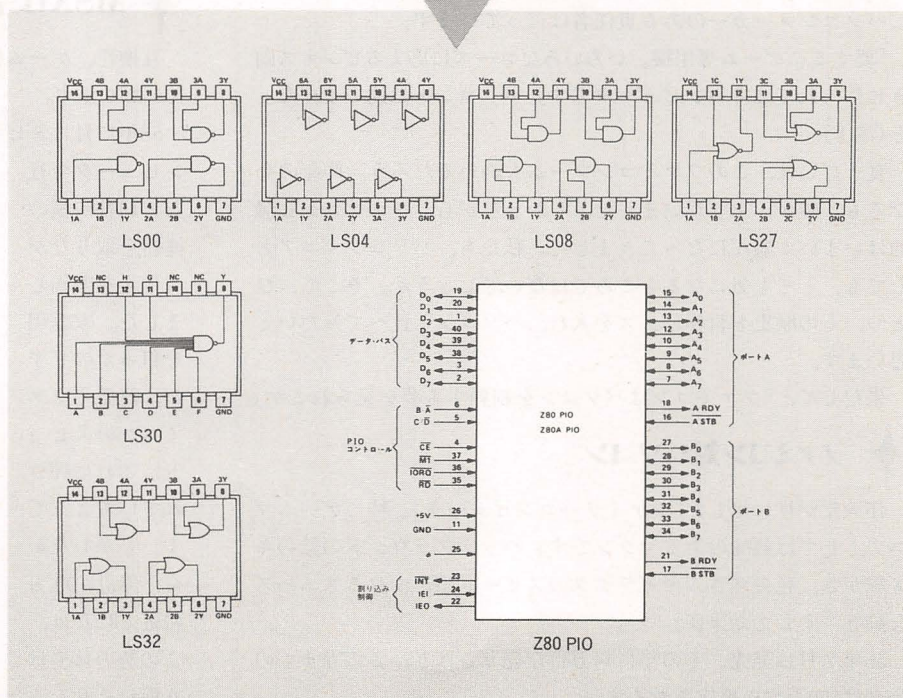 VCC 4B 4A 4Y 3B 3A 3Y
14 13 12 11 10 9 8
1 2 3 4 5 6 7
1A 1B 1Y 2A 2B 2Y GND
LS00
VCC 6A 6Y 5A 5Y 4A 4Y
14 13 12 11 10 9 8
1 2 3 4 5 6 7
1A 1Y 2A 2Y 3A 3Y GND
LS04
VCC 4B 4A 4Y 3B 3A 3Y
14 13 12 11 10 9 8
1 2 3 4 5 6 7
1A 1B 1Y 2A 2B 2Y GND
LS08
VCC 1C 1Y 3C 3B 3A 3Y
14 13 12 11 10 9 8
1 2 3 4 5 6 7
1A 1B 2A 2B 2C 2Y GND
LS27
VCC NC H G NC NC Y
14 13 12 11 10 9 8
1 2 3 4 5 6 7
A B C D E F GND
LS30
VCC 4B 4A 4Y 3B 3A 3Y
14 13 12 11 10 9 8
1 2 3 4 5 6 7
1A 1B 1Y 2A 2B 2Y GND
LS32
データ・バス
D0 19
D1 20
D2 1
D3 40
D4 39
D5 38
D6 3
D7 2
PIO
コントロール
B A̅ 6
C D̅ 5
C̅E̅ 4
M̅1̅ 37
I̅O̅R̅Q̅ 36
R̅D̅ 35
+5V 26
GND 11
φ 25
割り込み
制御
I̅N̅T̅ 23
IEI 24
IEO 22
Z80 PIO
Z80A PIO
15 A0
14 A1
13 A2
12 A3
10 A4
9 A5
8 A6
7 A7
ポートA
18 A RDY
16 A̅ S̅T̅B̅
27 B0
28 B1
29 B2
30 B3
31 B4
32 B5
33 B6
34 B7
ポートB
21 B RDY
17 B̅ S̅T̅B̅
Z80 PIO